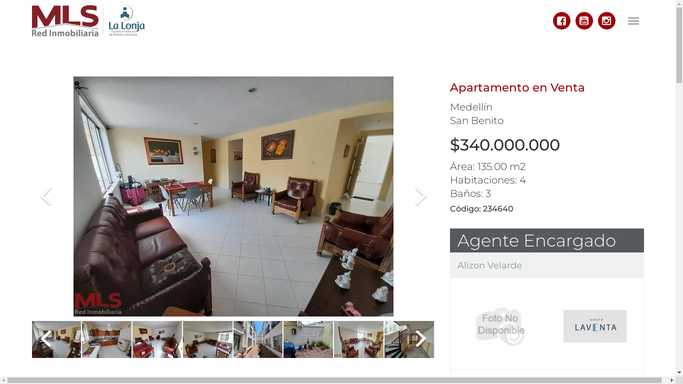 MLS
Red Inmobiliaria
La Lonja
Apartamento en Venta
Medellín
San Benito
$340.000.000
Área: 135.00 m2
Habitaciones: 4
Baños: 3
Código: 234640
Agente Encargado
Alizon Velarde
Foto No
Disponible
LAVENTA
MLS
Red Inmobiliaria